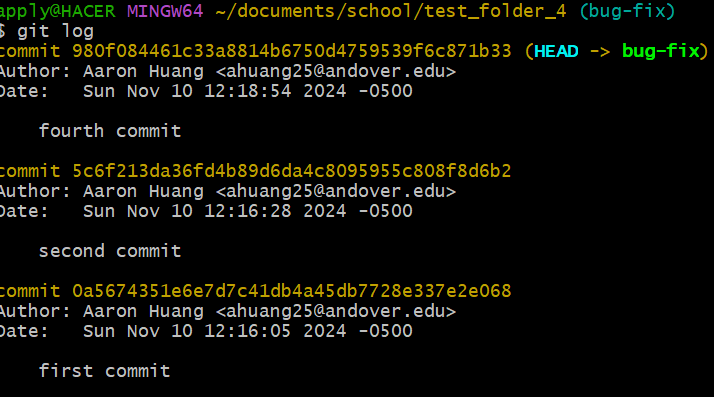 apply@HACER MINGW64 ~/documents/school/test_folder_4 (bug-fix)
$ git log
commit 980f084461c33a8814b6750d4759539f6c871b33 (HEAD -> bug-fix)
Author: Aaron Huang <ahuang25@andover.edu>
Date:   Sun Nov 10 12:18:54 2024 -0500
fourth commit
commit 5c6f213da36fd4b89d6da4c8095955c808f8d6b2
Author: Aaron Huang <ahuang25@andover.edu>
Date:   Sun Nov 10 12:16:28 2024 -0500
second commit
commit 0a5674351e6e7d7c41db4a45db7728e337e2e068
Author: Aaron Huang <ahuang25@andover.edu>
Date:   Sun Nov 10 12:16:05 2024 -0500
first commit